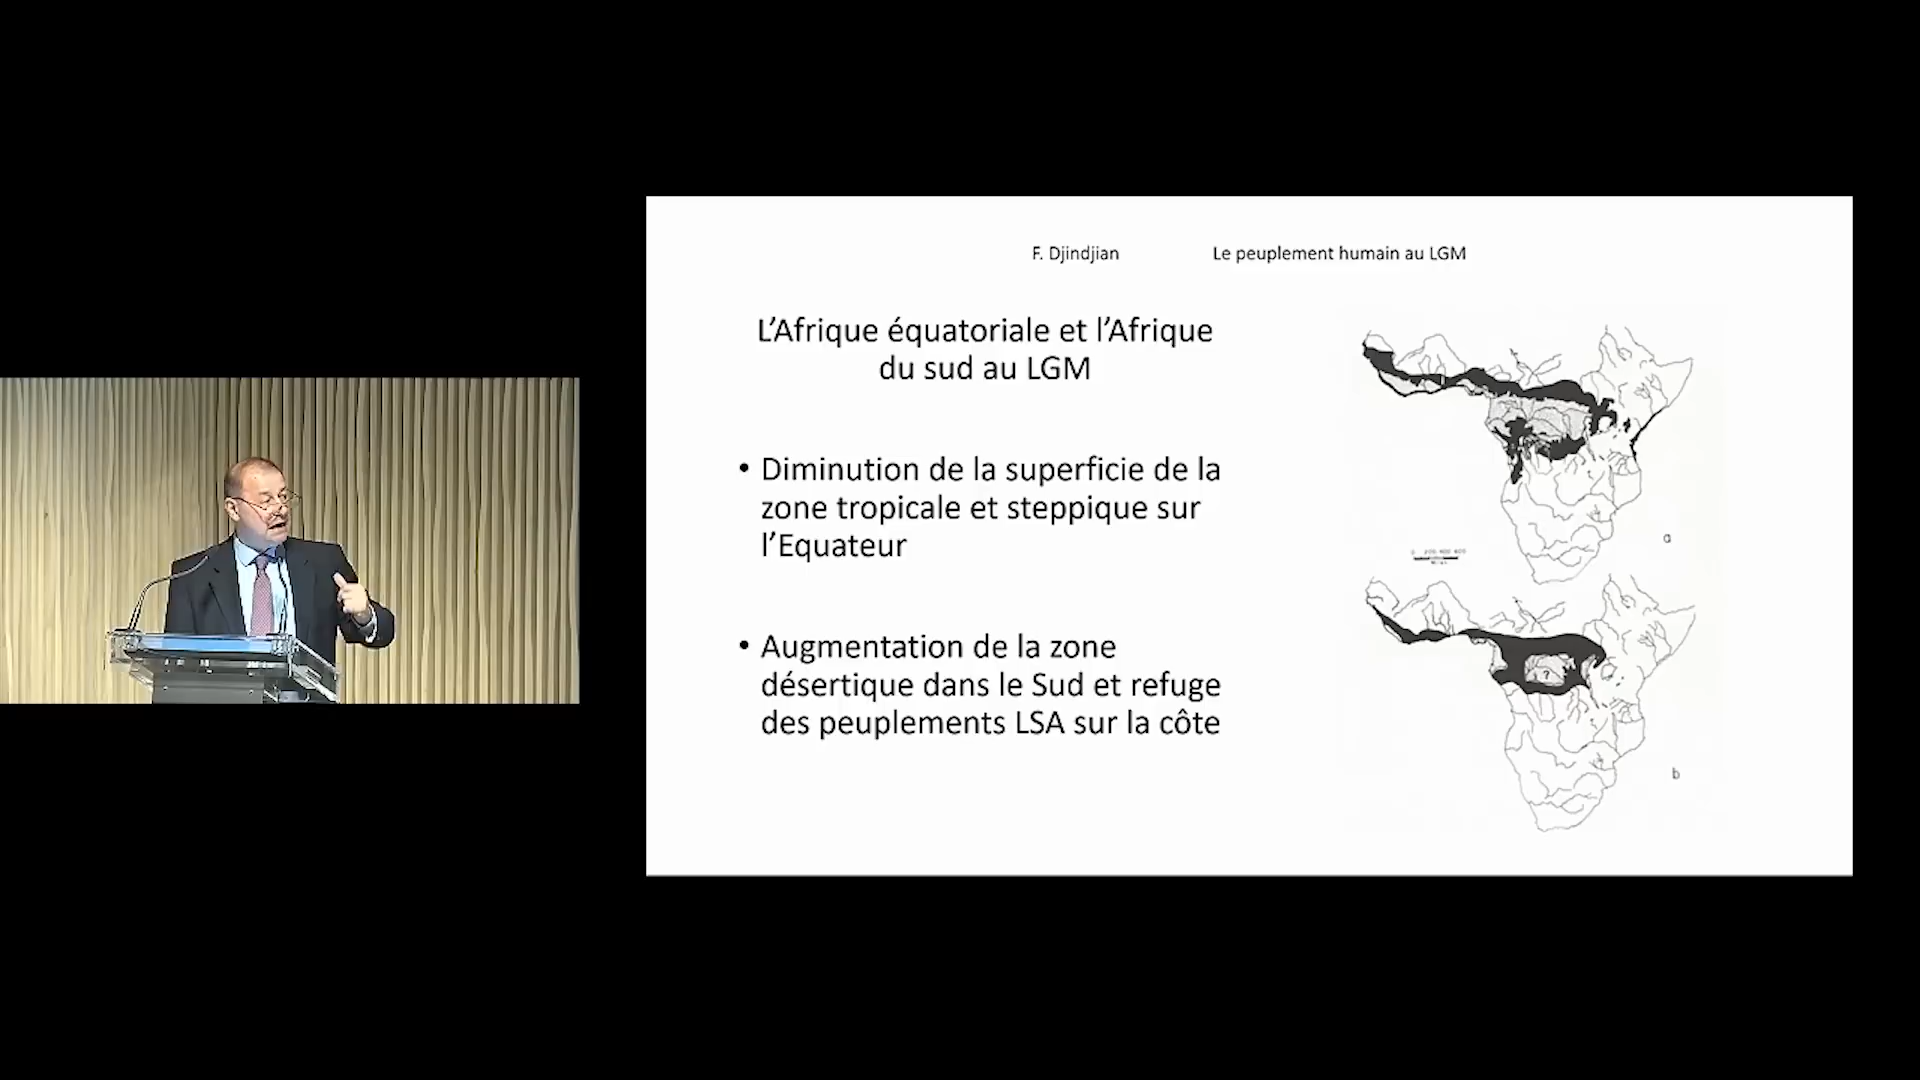 F. Djindjian Le peuplement humain au LGM
L'Afrique équatoriale et l'Afrique
du sud au LGM
• Diminution de la superficie de la
zone tropicale et steppique sur
l'Equateur
• Augmentation de la zone
désertique dans le Sud et refuge
des peuplements LSA sur la côte
a
?
b